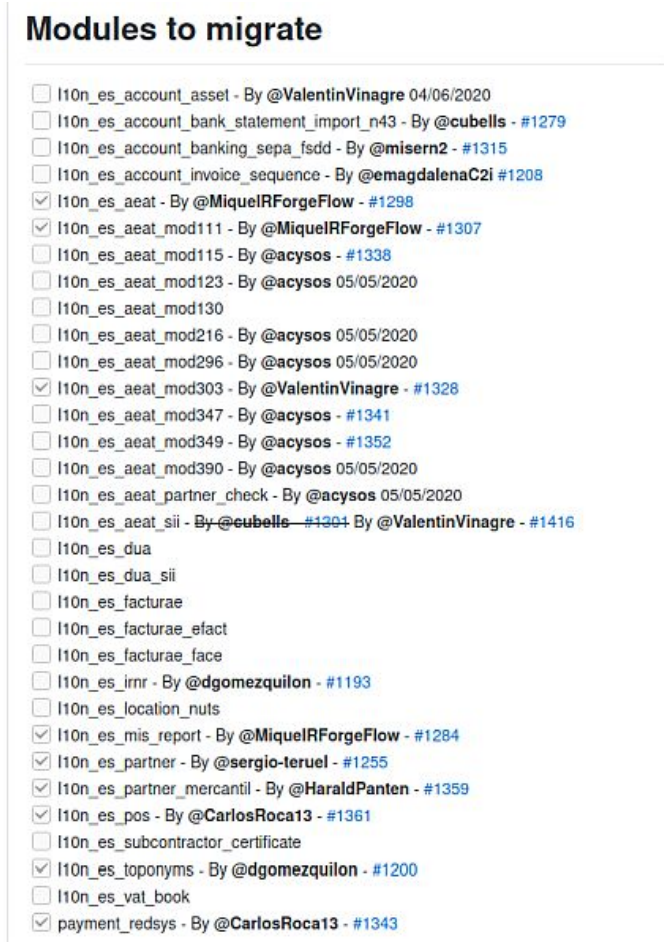 Modules to migrate
l10n_es_account_asset - By @ValentinVinagre 04/06/2020
l10n_es_account_bank_statement_import_n43 - By @cubells - #1279
l10n_es_account_banking_sepa_fsdd - By @misern2 - #1315
l10n_es_account_invoice_sequence - By @emagdalenaC2i #1208
l10n_es_aeat - By @MiquelRForgeFlow - #1298
l10n_es_aeat_mod111 - By @MiquelRForgeFlow - #1307
l10n_es_aeat_mod115 - By @acysos - #1338
l10n_es_aeat_mod123 - By @acysos 05/05/2020
l10n_es_aeat_mod130
l10n_es_aeat_mod216 - By @acysos 05/05/2020
l10n_es_aeat_mod296 - By @acysos 05/05/2020
l10n_es_aeat_mod303 - By @ValentinVinagre - #1328
l10n_es_aeat_mod347 - By @acysos - #1341
l10n_es_aeat_mod349 - By @acysos - #1352
l10n_es_aeat_mod390 - By @acysos 05/05/2020
l10n_es_aeat_partner_check - By @acysos 05/05/2020
l10n_es_aeat_sii - By @cubells - #1301 By @ValentinVinagre - #1416
l10n_es_dua
l10n_es_dua_sii
l10n_es_facturae
l10n_es_facturae_efact
l10n_es_facturae_face
l10n_es_irnr - By @dgomezquilon - #1193
l10n_es_location_nuts
l10n_es_mis_report - By @MiquelRForgeFlow - #1284
l10n_es_partner - By @sergio-teruel - #1255
l10n_es_partner_mercantil - By @HaraldPanten - #1359
l10n_es_pos - By @CarlosRoca13 - #1361
l10n_es_subcontractor_certificate
l10n_es_toponyms - By @dgomezquilon - #1200
l10n_es_vat_book
payment_redsys - By @CarlosRoca13 - #1343